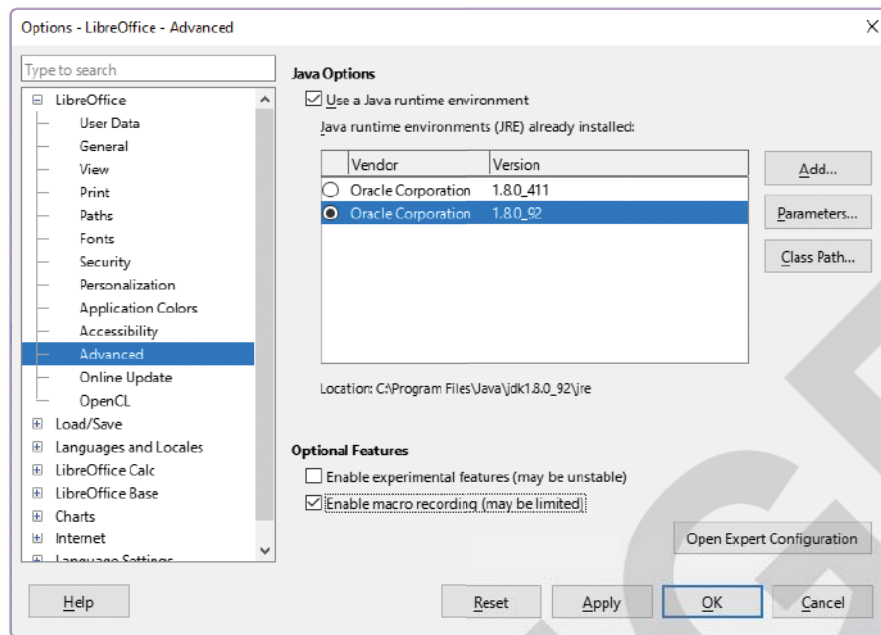 Options - LibreOffice - Advanced
Type to search
LibreOffice
User Data
General
View
Print
Paths
Fonts
Security
Personalization
Application Colors
Accessibility
Advanced
Online Update
OpenCL
Load/Save
Languages and Locales
LibreOffice Calc
LibreOffice Base
Charts
Internet
Language Settings
Java Options
Use a Java runtime environment
Java runtime environments (JRE) already installed:
Vendor Version
Oracle Corporation 1.8.0_411
Oracle Corporation 1.8.0_92
Add...
Parameters...
Class Path...
Location: C:\Program Files\Java\jdk1.8.0_92\jre
Optional Features
Enable experimental features (may be unstable)
Enable macro recording (may be limited)
Open Expert Configuration
Help
Reset
Apply
OK
Cancel